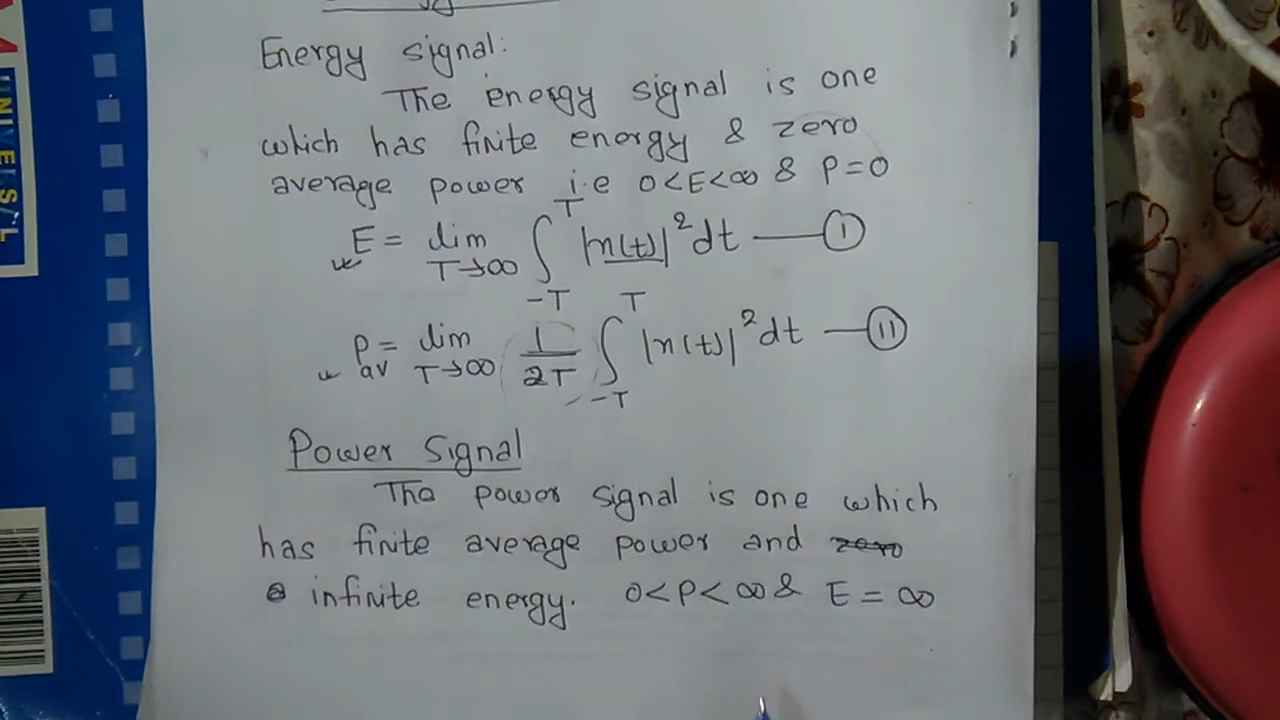 Energy signal:
The energy signal is one
which has finite energy & zero
average power i.e 0<E<∞ & P=0
E = lim T→∞ ∫ -T T |x(t)|² dt — I
P av = lim T→∞ 1/2T ∫ -T T |x(t)|² dt — II
Power Signal
The power signal is one which
has finite average power and zero
infinite energy. 0<P<∞ & E = ∞
UNIVERSAL